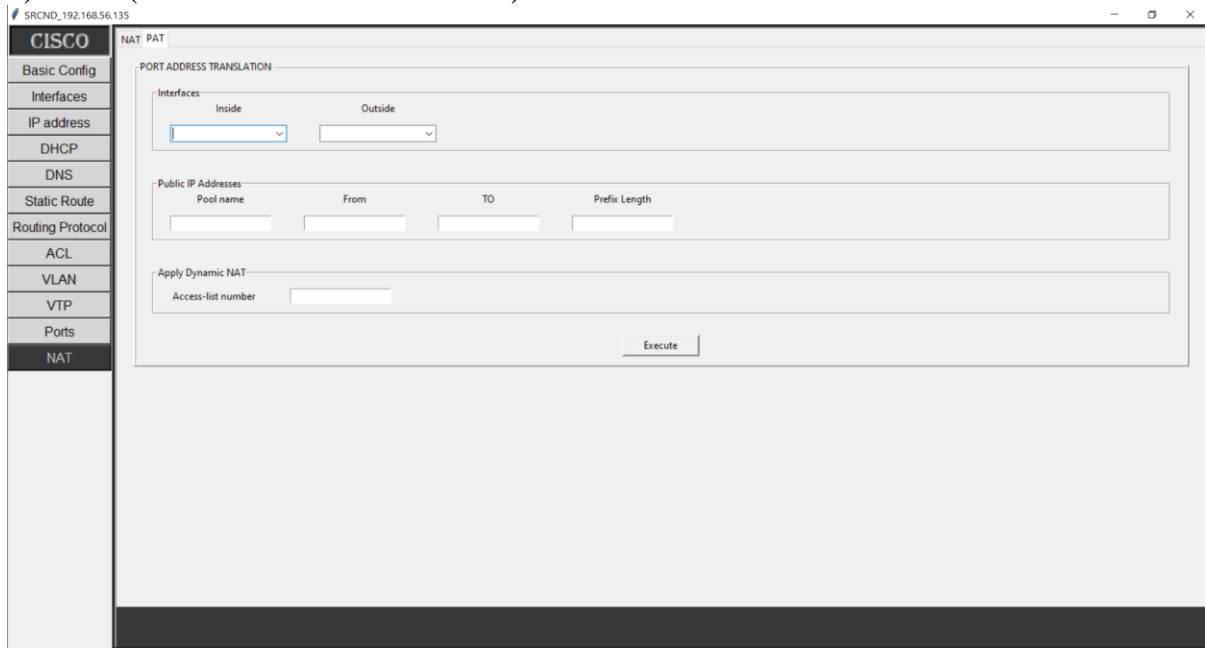 SRCND_192.168.56.135
CISCO
NAT PAT
Basic Config
Interfaces
IP address
DHCP
DNS
Static Route
Routing Protocol
ACL
VLAN
VTP
Ports
NAT
PORT ADDRESS TRANSLATION
Interfaces
Inside Outside
Public IP Addresses
Pool name From TO Prefix Length
Apply Dynamic NAT
Access-list number
Execute